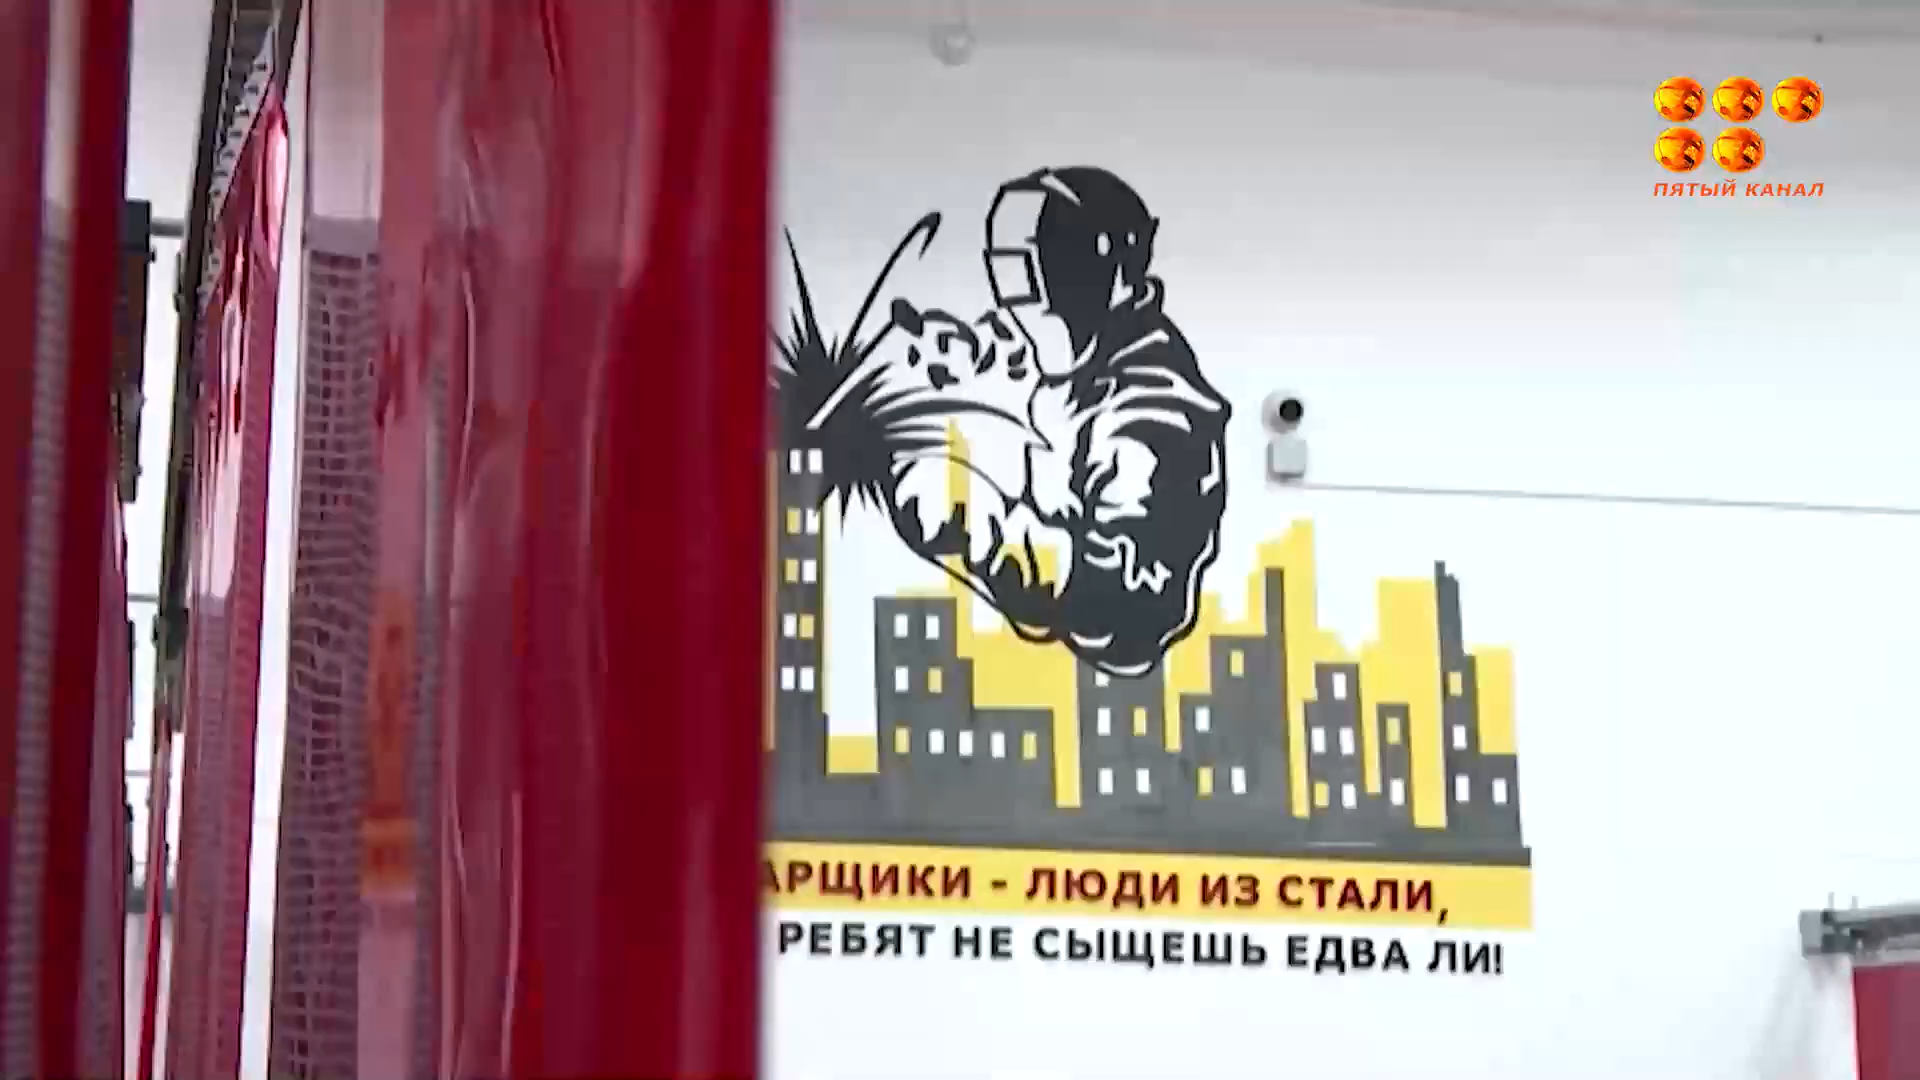 ПЯТЫЙ КАНАЛ
АРЩИКИ - ЛЮДИ ИЗ СТАЛИ,
РЕБЯТ НЕ СЫЩЕШЬ ЕДВА ЛИ!